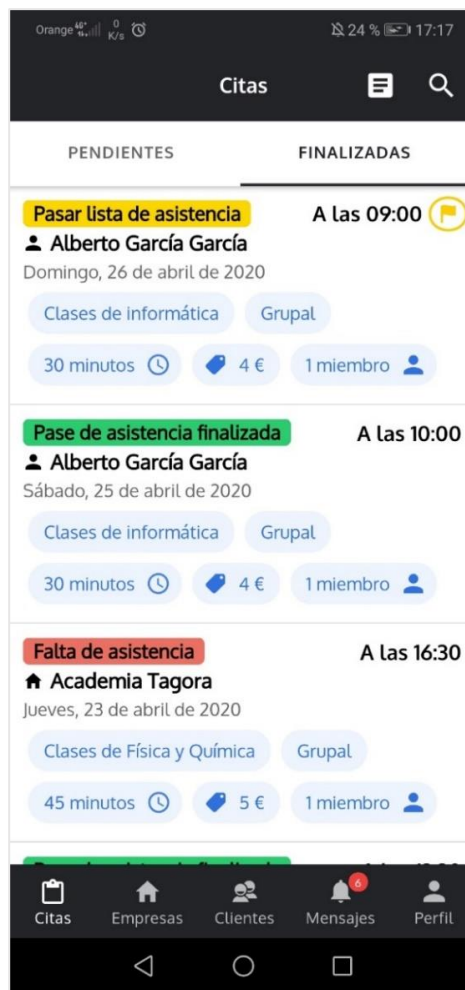 Orange 4G+ 0 K/s 24 % 17:17
Citas
PENDIENTES FINALIZADAS
Pasar lista de asistencia A las 09:00
Alberto García García
Domingo, 26 de abril de 2020
Clases de informática Grupal
30 minutos 4 € 1 miembro
Pase de asistencia finalizada A las 10:00
Alberto García García
Sábado, 25 de abril de 2020
Clases de informática Grupal
30 minutos 4 € 1 miembro
Falta de asistencia A las 16:30
Academia Tagora
Jueves, 23 de abril de 2020
Clases de Física y Química Grupal
45 minutos 5 € 1 miembro
6
Citas Empresas Clientes Mensajes Perfil